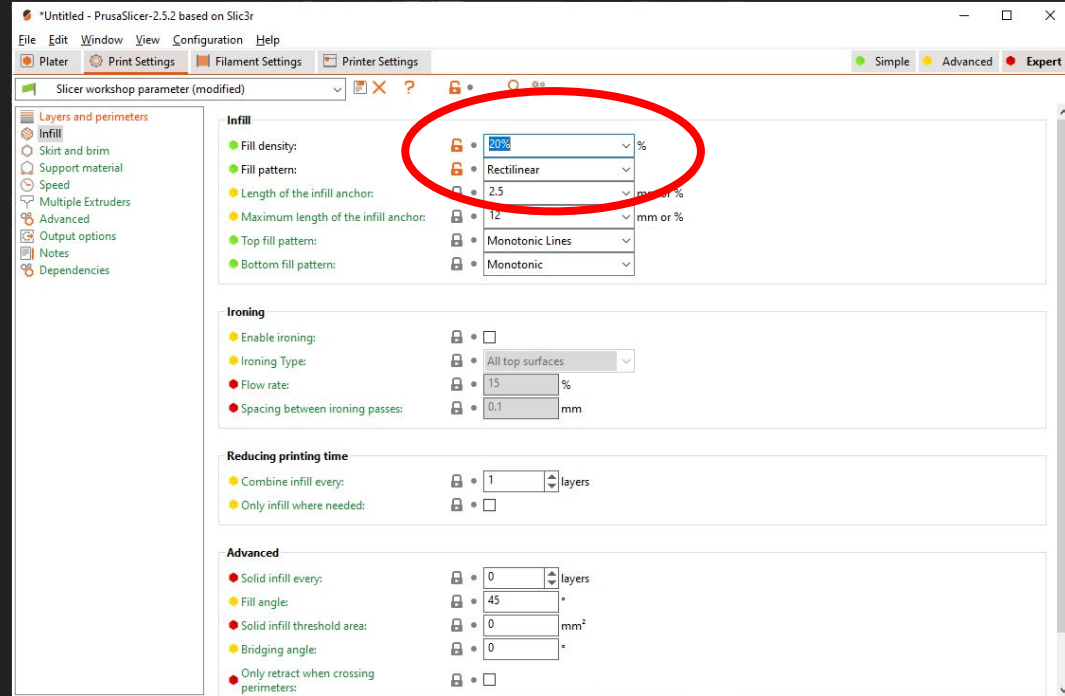 *Untitled - PrusaSlicer-2.5.2 based on Slic3r
File Edit Window View Configuration Help
Plater Print Settings Filament Settings Printer Settings Simple Advanced Expert
Slicer workshop parameter (modified) ?
Layers and perimeters
Infill
Skirt and brim
Support material
Speed
Multiple Extruders
Advanced
Output options
Notes
Dependencies
Infill
Fill density: 20% %
Fill pattern: Rectilinear
Length of the infill anchor: 2.5 mm or %
Maximum length of the infill anchor: 12 mm or %
Top fill pattern: Monotonic Lines
Bottom fill pattern: Monotonic
Ironing
Enable ironing:
Ironing Type: All top surfaces
Flow rate: 15 %
Spacing between ironing passes: 0.1 mm
Reducing printing time
Combine infill every: 1 layers
Only infill where needed:
Advanced
Solid infill every: 0 layers
Fill angle: 45 °
Solid infill threshold area: 0 mm²
Bridging angle: 0 °
Only retract when crossing
perimeters: